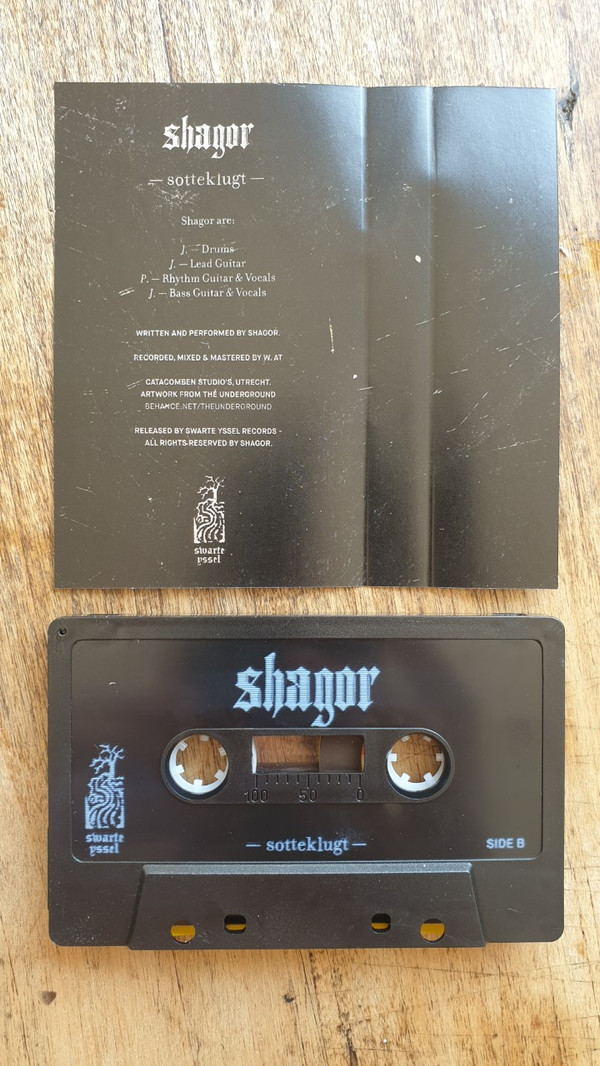 shagor
— sotteklugt —
Shagor are:
J. — Drums
J. — Lead Guitar
P. — Rhythm Guitar & Vocals
J. — Bass Guitar & Vocals
WRITTEN AND PERFORMED BY SHAGOR.
RECORDED, MIXED & MASTERED BY W. AT
CATACOMBEN STUDIO'S, UTRECHT.
ARTWORK FROM THE UNDERGROUND
BEHANCE.NET/THEUNDERGROUND
RELEASED BY SWARTE YSSEL RECORDS -
ALL RIGHTS RESERVED BY SHAGOR.
swarte
yssel
shagor
100 50 0
swarte
yssel
— sotteklugt —
SIDE B